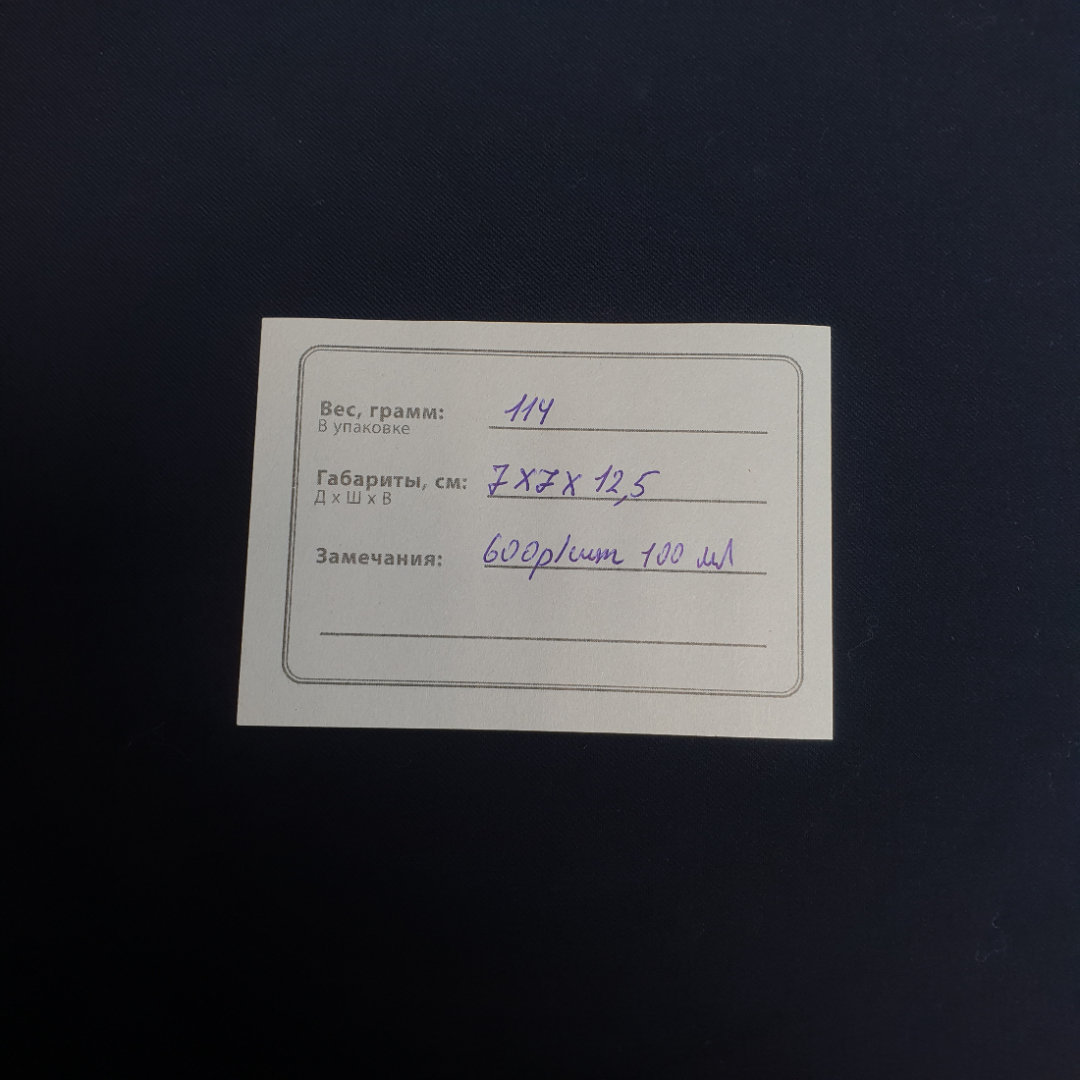 Вес, грамм: 114
В упаковке
Габариты, см: 7х7х12,5
Д х Ш х В
Замечания: 600р/шт 100 мл